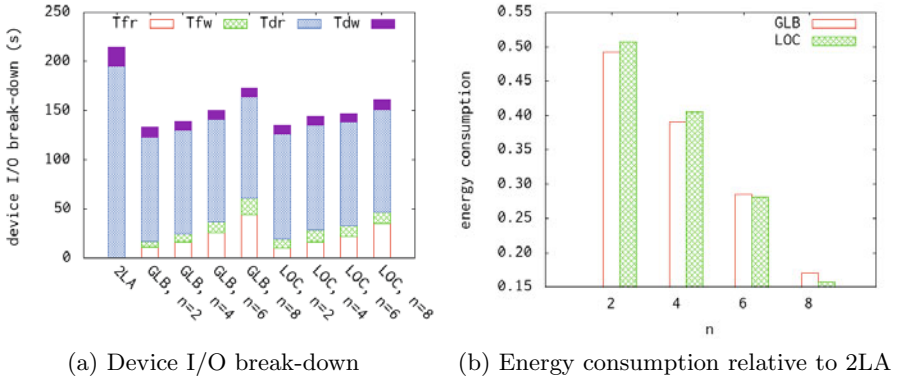 250
200
150
100
50
0
device I/O break-down (s)
Tfr Tfw Tdr Tdw
2LA
GLB, n=2
GLB, n=4
GLB, n=6
GLB, n=8
LOC, n=2
LOC, n=4
LOC, n=6
LOC, n=8
(a) Device I/O break-down
0.55
0.50
0.45
0.40
0.35
0.30
0.25
0.20
0.15
energy consumption
GLB
LOC
2 4 6 8
n
(b) Energy consumption relative to 2LA